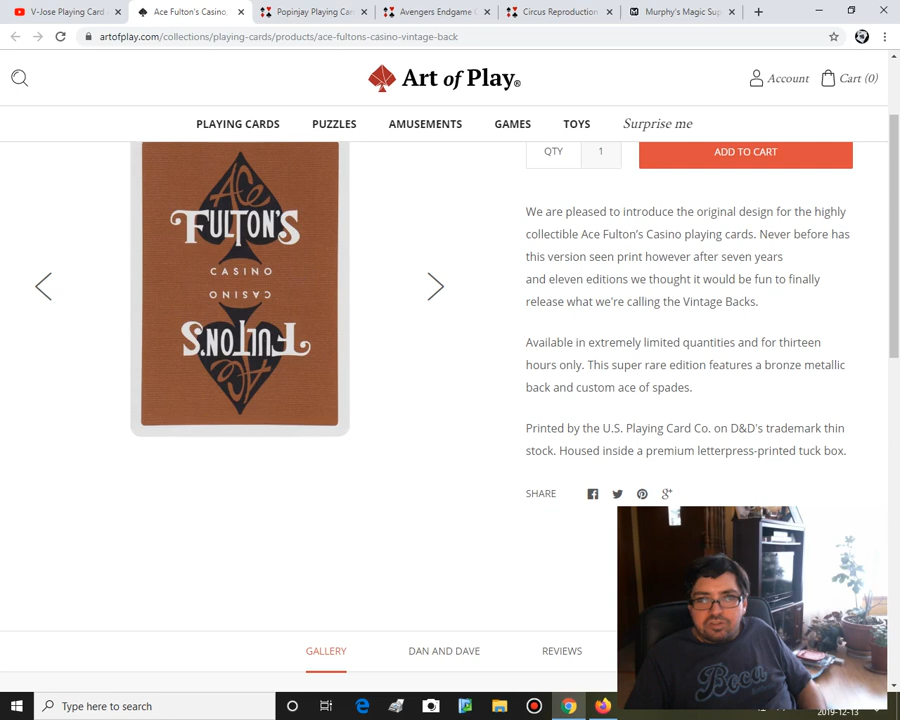 V-Jose Playing Card
Ace Fulton's Casino,
Popinjay Playing Car
Avengers Endgame
Circus Reproduction
Murphy's Magic Sup
artofplay.com/collections/playing-cards/products/ace-fultons-casino-vintage-back
Art of Play®
Account
Cart (0)
PLAYING CARDS
PUZZLES
AMUSEMENTS
GAMES
TOYS
Surprise me
QTY
1
ADD TO CART
Ace
FULTON'S
CASINO
CASINO
FULTON'S
Ace
We are pleased to introduce the original design for the highly
collectible Ace Fulton's Casino playing cards. Never before has
this version seen print however after seven years
and eleven editions we thought it would be fun to finally
release what we're calling the Vintage Backs.
Available in extremely limited quantities and for thirteen
hours only. This super rare edition features a bronze metallic
back and custom ace of spades.
Printed by the U.S. Playing Card Co. on D&D's trademark thin
stock. Housed inside a premium letterpress-printed tuck box.
SHARE
GALLERY
DAN AND DAVE
REVIEWS
Beca
Type here to search
2019-12-13